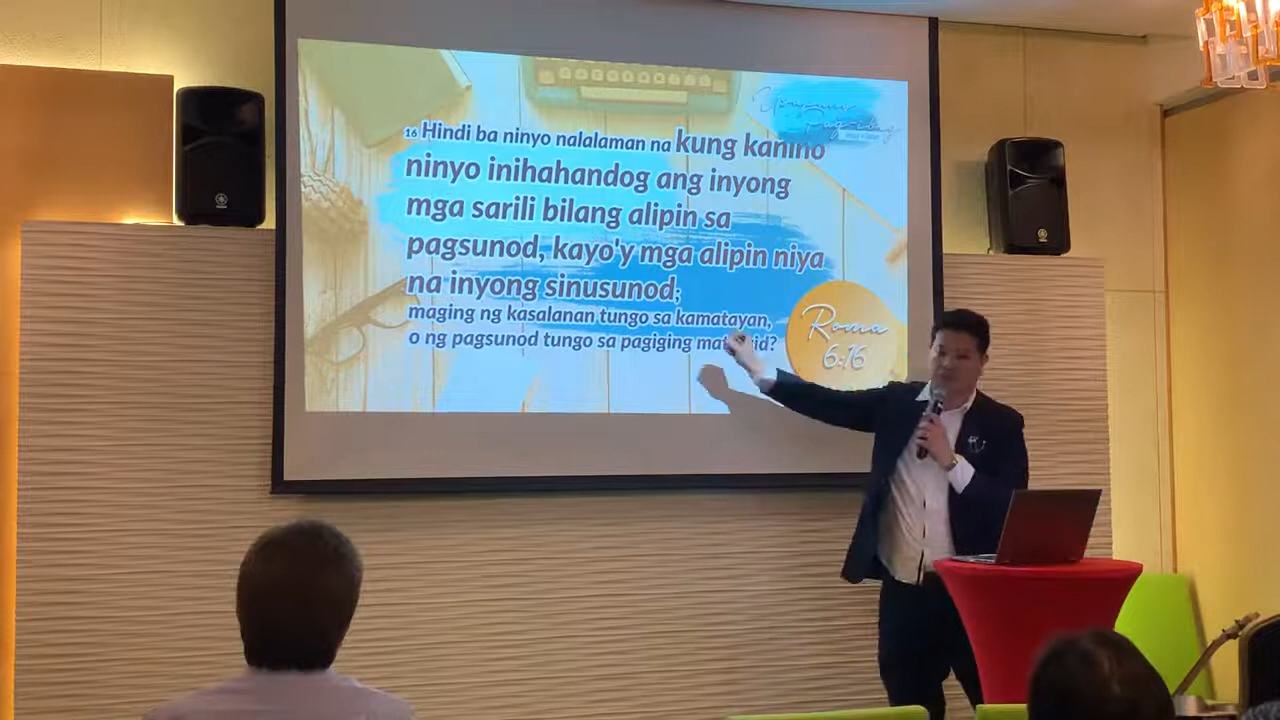 16 Hindi ba ninyo nalalaman na kung kanino
ninyo inihahandog ang inyong
mga sarili bilang alipin sa
pagsunod, kayo'y mga alipin niya
na inyong sinusunod;
maging ng kasalanan tungo sa kamatayan,
o ng pagsunod tungo sa pagiging
Roma
6:16